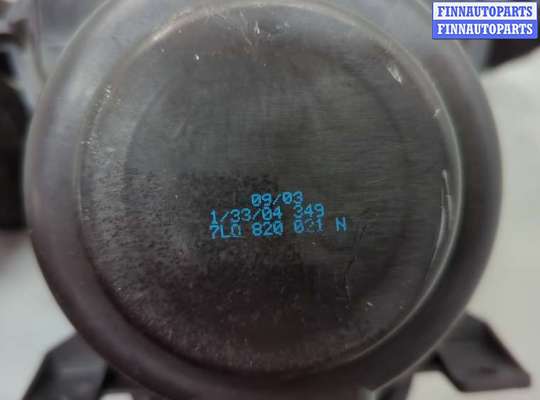 FINNAUTOPARTS
FINNAUTOPARTS
09/03
1/33/04 349
7L0 820 021 N